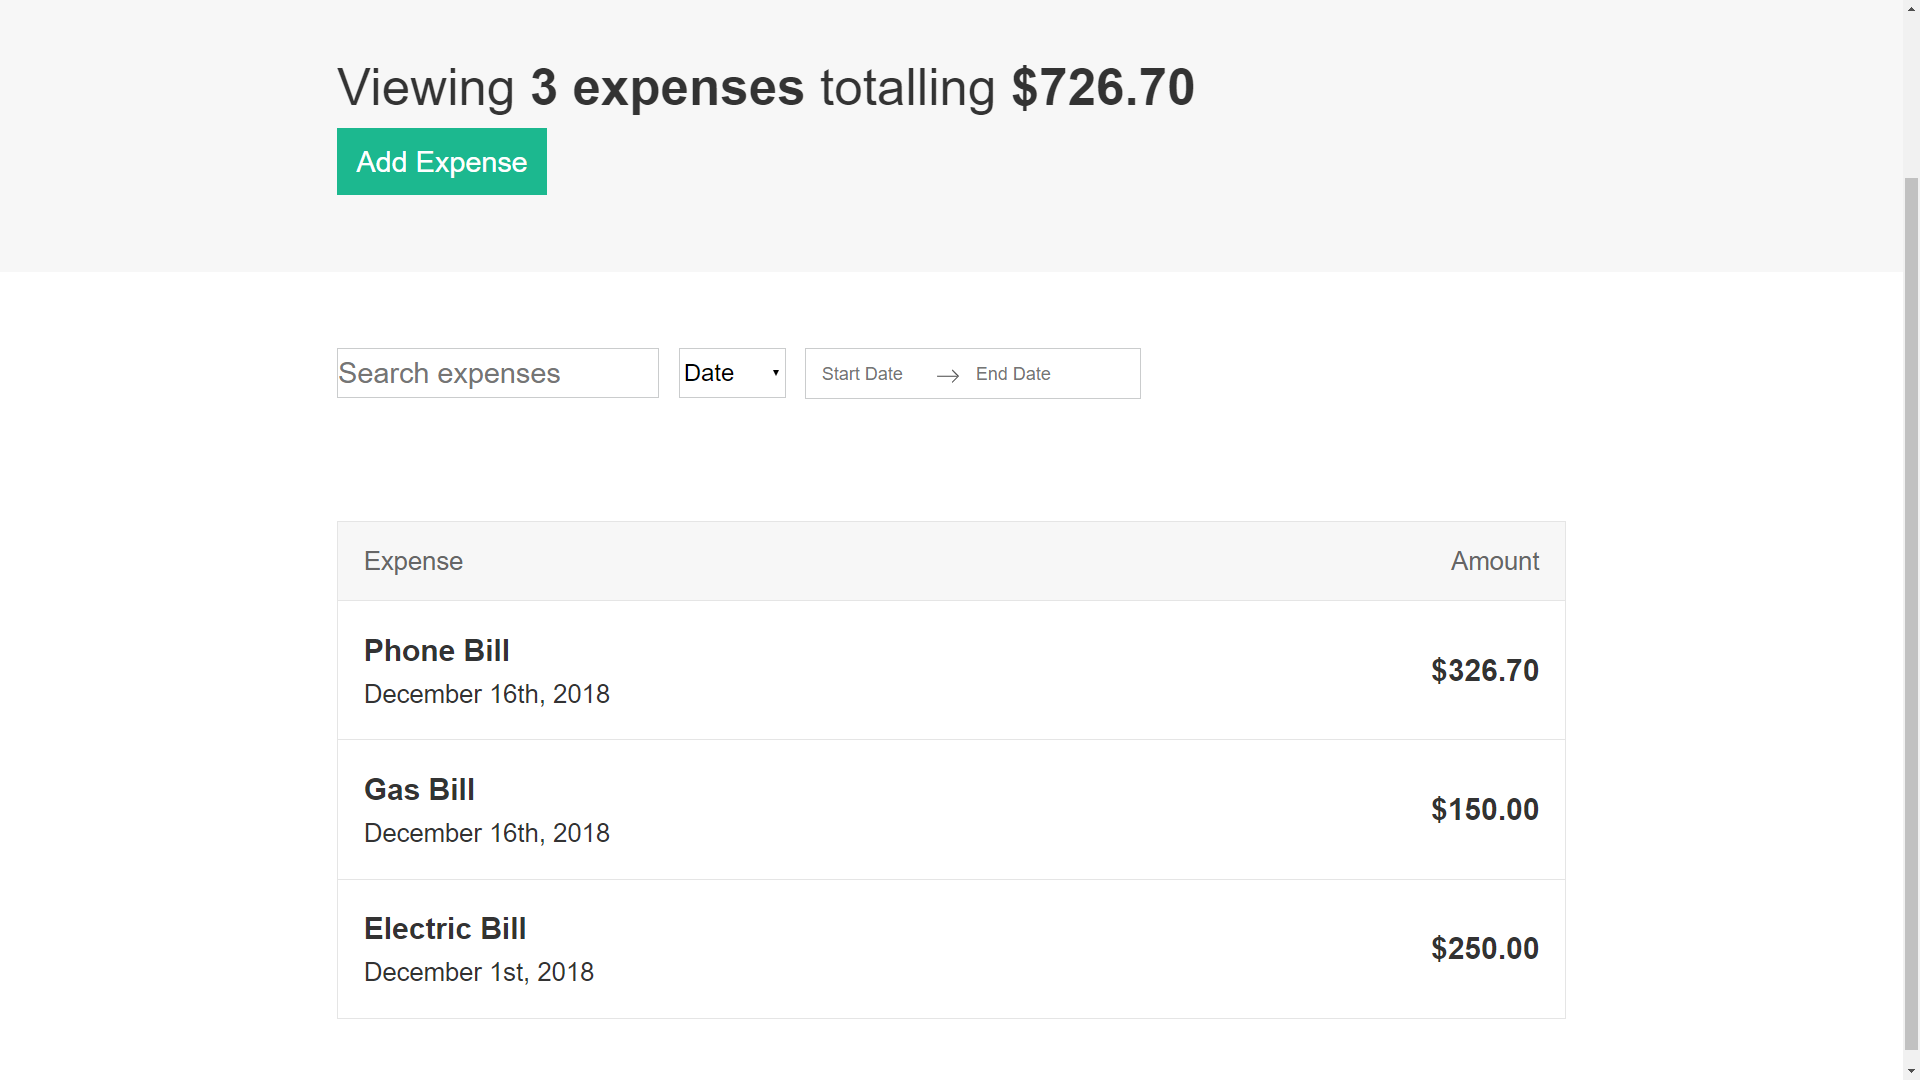 Viewing 3 expenses totalling $726.70
Add Expense
Search expenses
Date
Start Date
End Date
Expense
Amount
Phone Bill
December 16th, 2018
$326.70
Gas Bill
December 16th, 2018
$150.00
Electric Bill
December 1st, 2018
$250.00